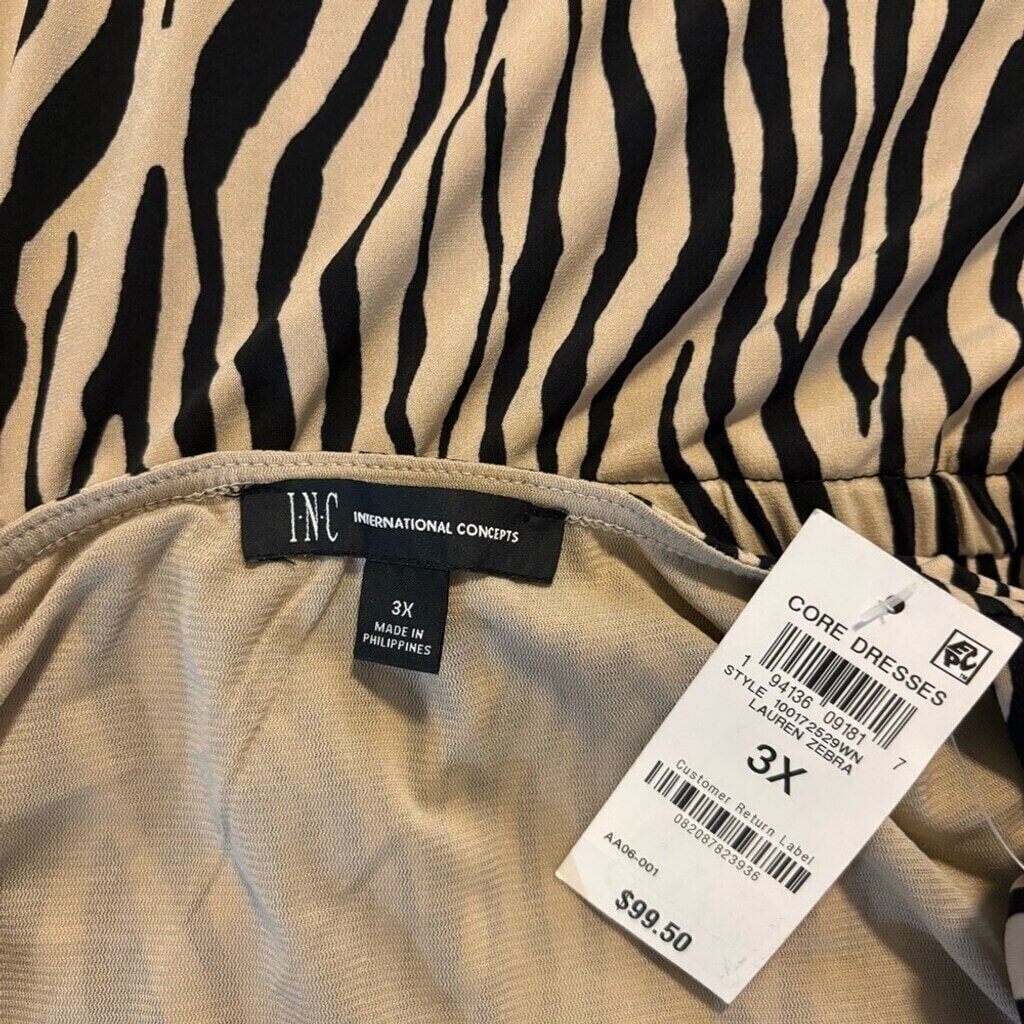 I·N·C INTERNATIONAL CONCEPTS
3X
MADE IN
PHILIPPINES
CORE DRESSES
1 94136 09181 7
STYLE 100172529WN
LAUREN ZEBRA
3X
Customer Return Label
082087823936
AA06-001
$99.50